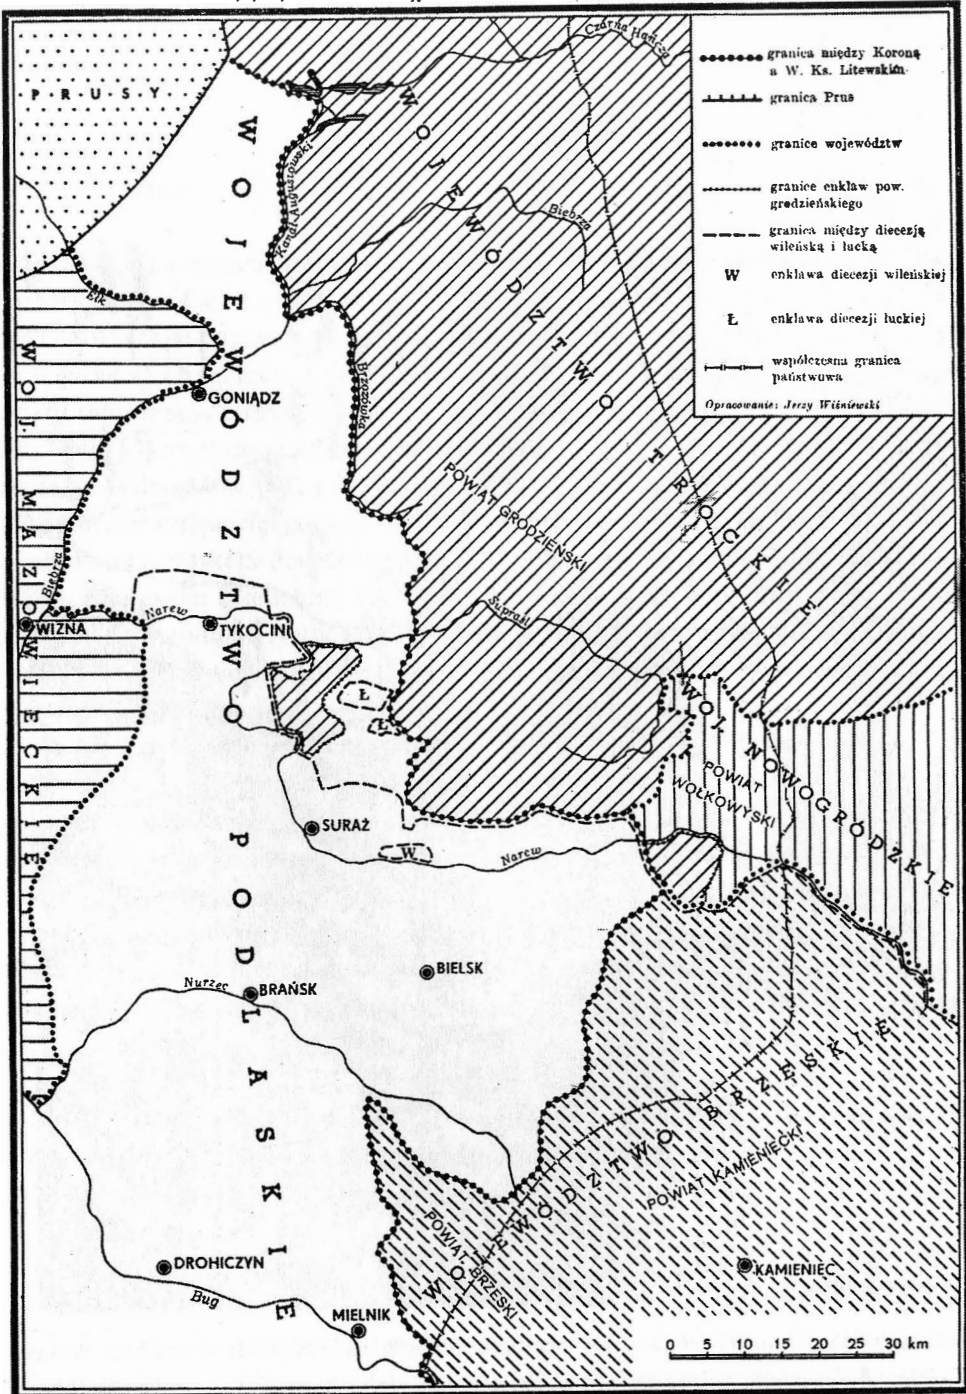 granica między Koroną
a W. Ks. Litewskim
granica Prus
granice województw
granice enklaw pow.
grodzieńskiego
granica między diecezją
wileńską i łucką
W enklawa diecezji wileńskiej
Ł enklawa diecezji łuckiej
współczesna granica
państwowa
Opracowanie: Jerzy Wiśniewski
PRUSY
Czarna Hańcza
WOJEWÓDZTWO PODLASKIE
WOJEWÓDZTWO TROCKIE
Kanał Augustowski
Biebrza
Ełk
WOJ. MAZOWIECKIE
GONIĄDZ
Brzozówka
POWIAT GRODZIEŃSKI
Biebrza
Narew
WIZNA
TYKOCIN
Supraśl
Ł
Ł
WOJ. NOWOGRÓDZKIE
POWIAT
WOŁKOWYSKI
SURAŻ
W
Narew
BIELSK
Nurzec
BRAŃSK
WOJEWÓDZTWO BRZESKIE
POWIAT KAMIENIECKI
POWIAT BRZESKI
DROHICZYN
KAMIENIEC
Bug
MIELNIK
0 5 10 20 30 km